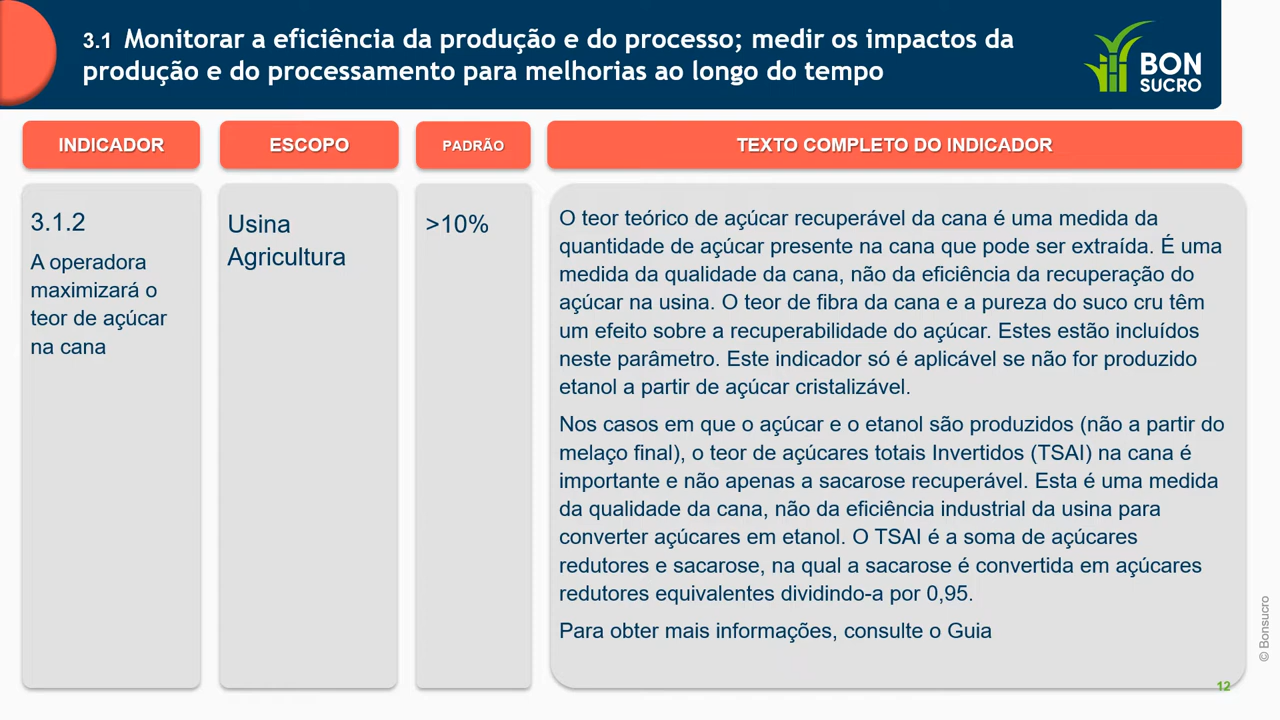 3.1 Monitorar a eficiência da produção e do processo; medir os impactos da
produção e do processamento para melhorias ao longo do tempo
BON
SUCRO
INDICADOR
ESCOPO
PADRÃO
TEXTO COMPLETO DO INDICADOR
3.1.2
A operadora
maximizará o
teor de açúcar
na cana
Usina
Agricultura
>10%
O teor teórico de açúcar recuperável da cana é uma medida da
quantidade de açúcar presente na cana que pode ser extraída. É uma
medida da qualidade da cana, não da eficiência da recuperação do
açúcar na usina. O teor de fibra da cana e a pureza do suco cru têm
um efeito sobre a recuperabilidade do açúcar. Estes estão incluídos
neste parâmetro. Este indicador só é aplicável se não for produzido
etanol a partir de açúcar cristalizável.
Nos casos em que o açúcar e o etanol são produzidos (não a partir do
melaço final), o teor de açúcares totais Invertidos (TSAI) na cana é
importante e não apenas a sacarose recuperável. Esta é uma medida
da qualidade da cana, não da eficiência industrial da usina para
converter açúcares em etanol. O TSAI é a soma de açúcares
redutores e sacarose, na qual a sacarose é convertida em açúcares
redutores equivalentes dividindo-a por 0,95.
Para obter mais informações, consulte o Guia
© Bonsucro
12